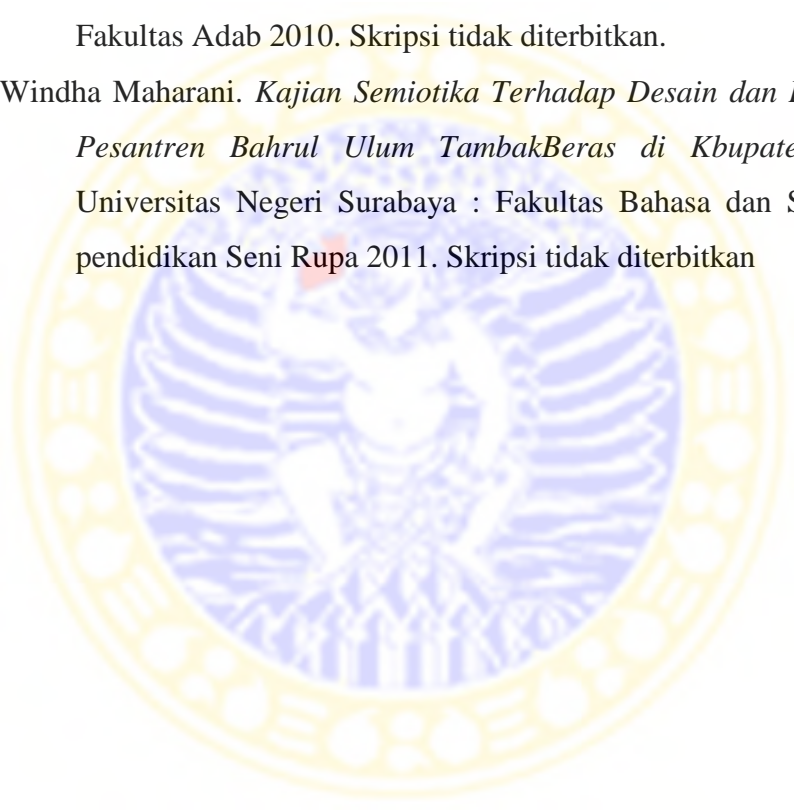 Fakultas Adab 2010. Skripsi tidak diterbitkan.
Windha Maharani. Kajian Semiotika Terhadap Desain dan
Pesantren Bahrul Ulum TambakBeras di Kbupate
Universitas Negeri Surabaya : Fakultas Bahasa dan S
pendidikan Seni Rupa 2011. Skripsi tidak diterbitkan